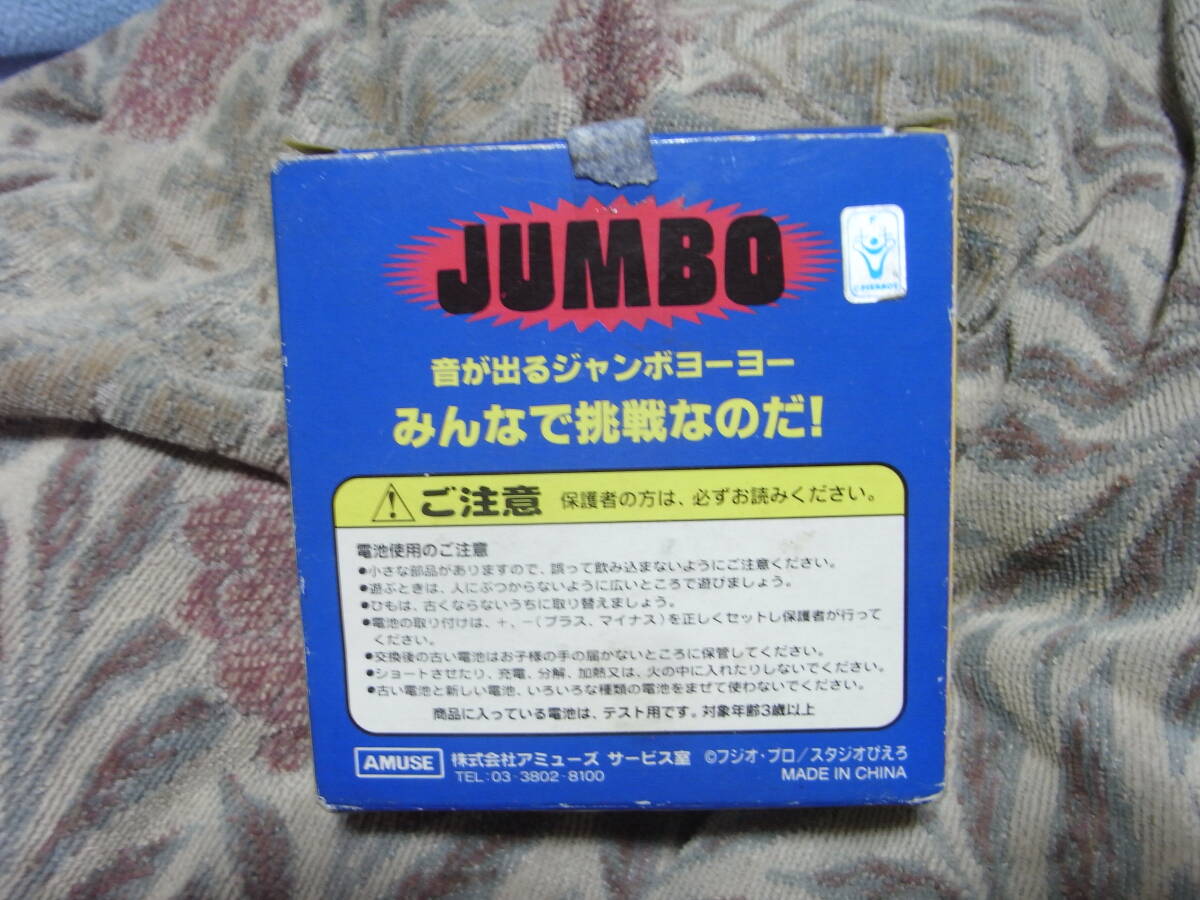 JUMBO
音が出るジャンボヨーヨー
みんなで挑戦なのだ!
ご注意 保護者の方は、必ずお読みください。
電池使用のご注意
●小さな部品がありますので、誤って飲み込まないようにご注意ください。
●遊ぶときは、人にぶつからないように広いところで遊びましょう。
●ひもは、古くならないうちに取り替えましょう。
●電池の取り付けは、+、-(プラス、マイナス)を正しくセットし保護者が行って
ください。
●交換後の古い電池はお子様の手の届かないところに保管してください。
●ショートさせたり、充電、分解、加熱又は、火の中に入れたりしないでください。
●古い電池と新しい電池、いろいろな種類の電池をまぜて使わないでください。
商品に入っている電池は、テスト用です。対象年齢3歳以上
AMUSE 株式会社アミューズ サービス室 ©フジオ・プロ/スタジオぴえろ
TEL:03-3802-8100 MADE IN CHINA